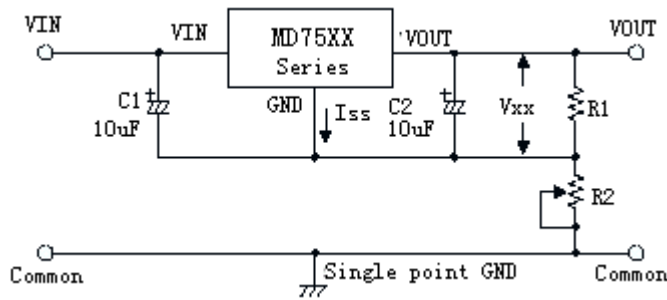 VIN
VIN
MD75XX
Series
VOUT
VOUT
C1
10uF
GND
Iss
C2
10uF
Vxx
R1
R2
Common
Single point GND
Common